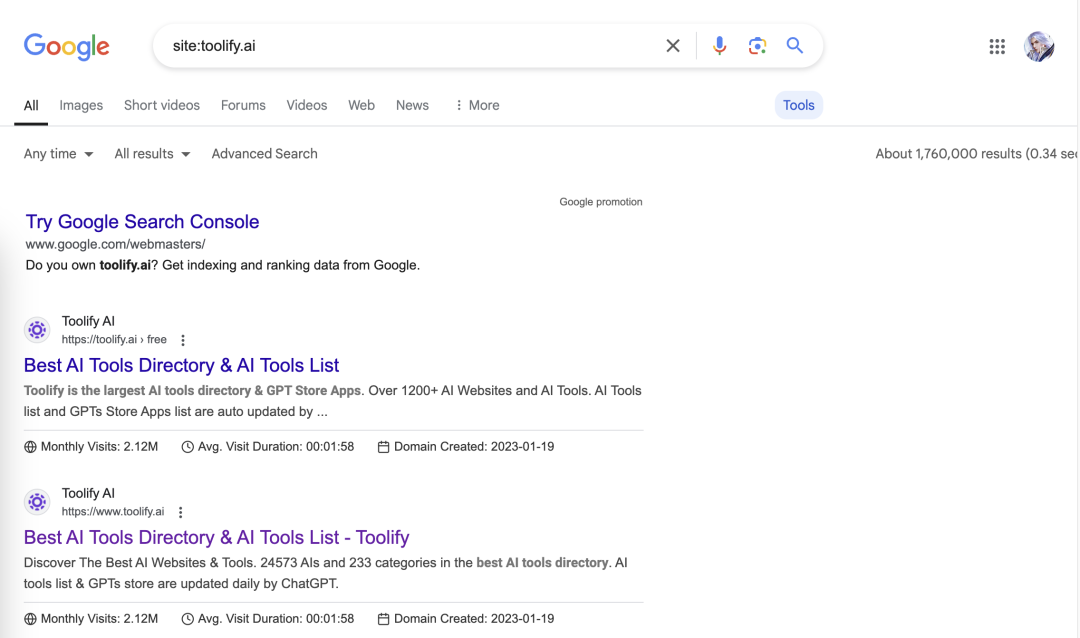 Google
site:toolify.ai
All Images Short videos Forums Videos Web News More Tools
Any time All results Advanced Search About 1,760,000 results (0.34 sec
Google promotion
Try Google Search Console
www.google.com/webmasters/
Do you own toolify.ai? Get indexing and ranking data from Google.
Toolify AI
https://toolify.ai › free
Best AI Tools Directory & AI Tools List
Toolify is the largest AI tools directory & GPT Store Apps. Over 1200+ AI Websites and AI Tools. AI Tools
list and GPTs Store Apps list are auto updated by ...
Monthly Visits: 2.12M Avg. Visit Duration: 00:01:58 Domain Created: 2023-01-19
Toolify AI
https://www.toolify.ai
Best AI Tools Directory & AI Tools List - Toolify
Discover The Best AI Websites & Tools. 24573 AIs and 233 categories in the best AI tools directory. AI
tools list & GPTs store are updated daily by ChatGPT.
Monthly Visits: 2.12M Avg. Visit Duration: 00:01:58 Domain Created: 2023-01-19